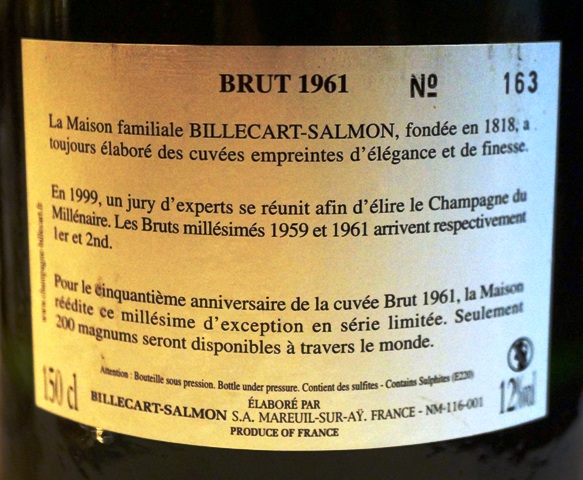 BRUT 1961 Nº 163
La Maison familiale BILLECART-SALMON, fondée en 1818, a
toujours élaboré des cuvées empreintes d'élégance et de finesse.
En 1999, un jury d'experts se réunit afin d'élire le Champagne du
Millénaire. Les Bruts millésimés 1959 et 1961 arrivent respectivement
1er et 2nd.
Pour le cinquantième anniversaire de la cuvée Brut 1961, la Maison
réédite ce millésime d'exception en série limitée. Seulement
200 magnums seront disponibles à travers le monde.
Attention : Bouteille sous pression. Bottle under pressure. Contient des sulfites - Contains Sulphites (E220)
150 cl
ÉLABORÉ PAR
12%vol
BILLECART-SALMON S.A. MAREUIL-SUR-AŸ. FRANCE - NM-116-001
PRODUCE OF FRANCE
www.champagne-billecart.fr